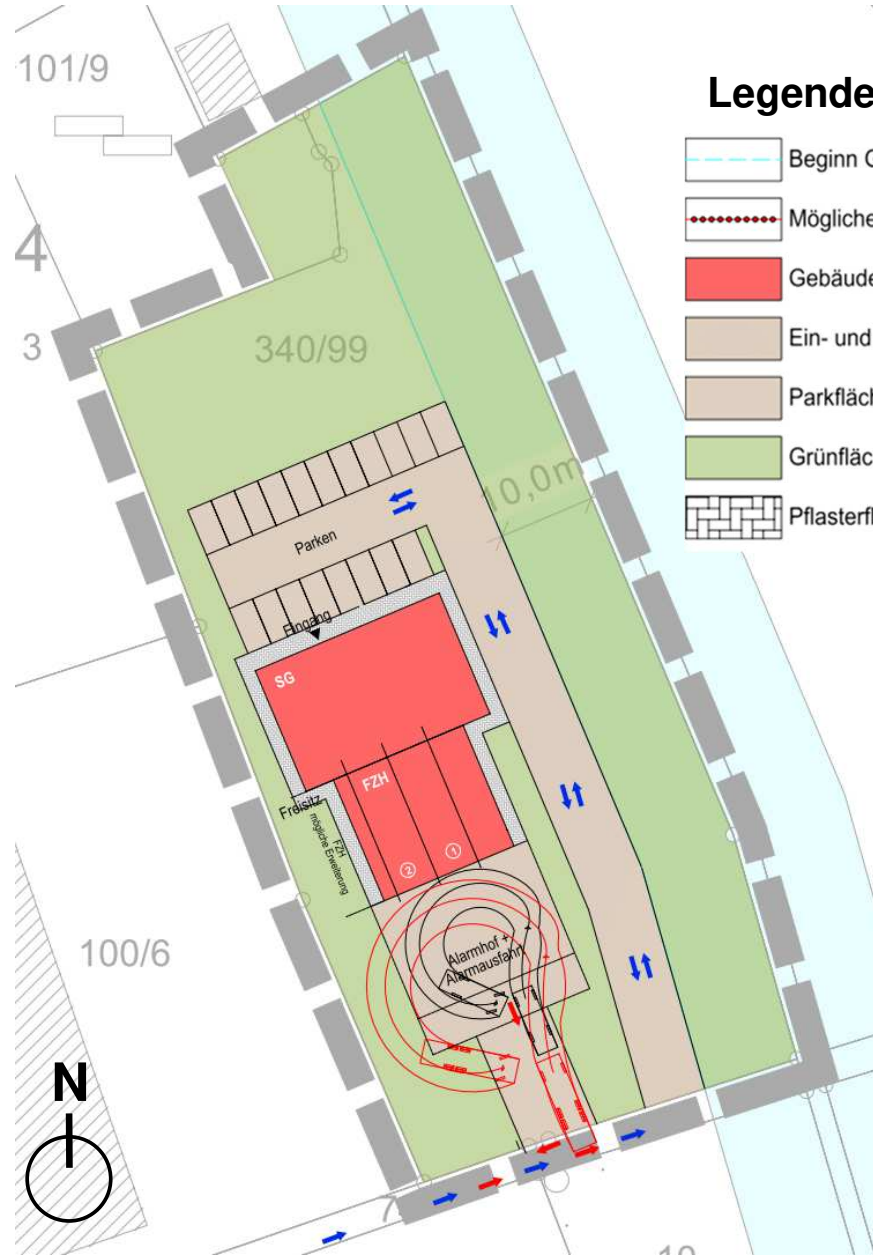 101/9
Legende
Beginn G
Mögliche
Gebäude
Ein- und
Parkfläch
Grünfläc
Pflasterfl
4
3
340/99
10,0m
Parken
Eingang
SG
FZH
Freisitz
FZH
mögliche Erweiterung
2
1
Alarmhof +
Alarmausfahrt
100/6
N
7
10